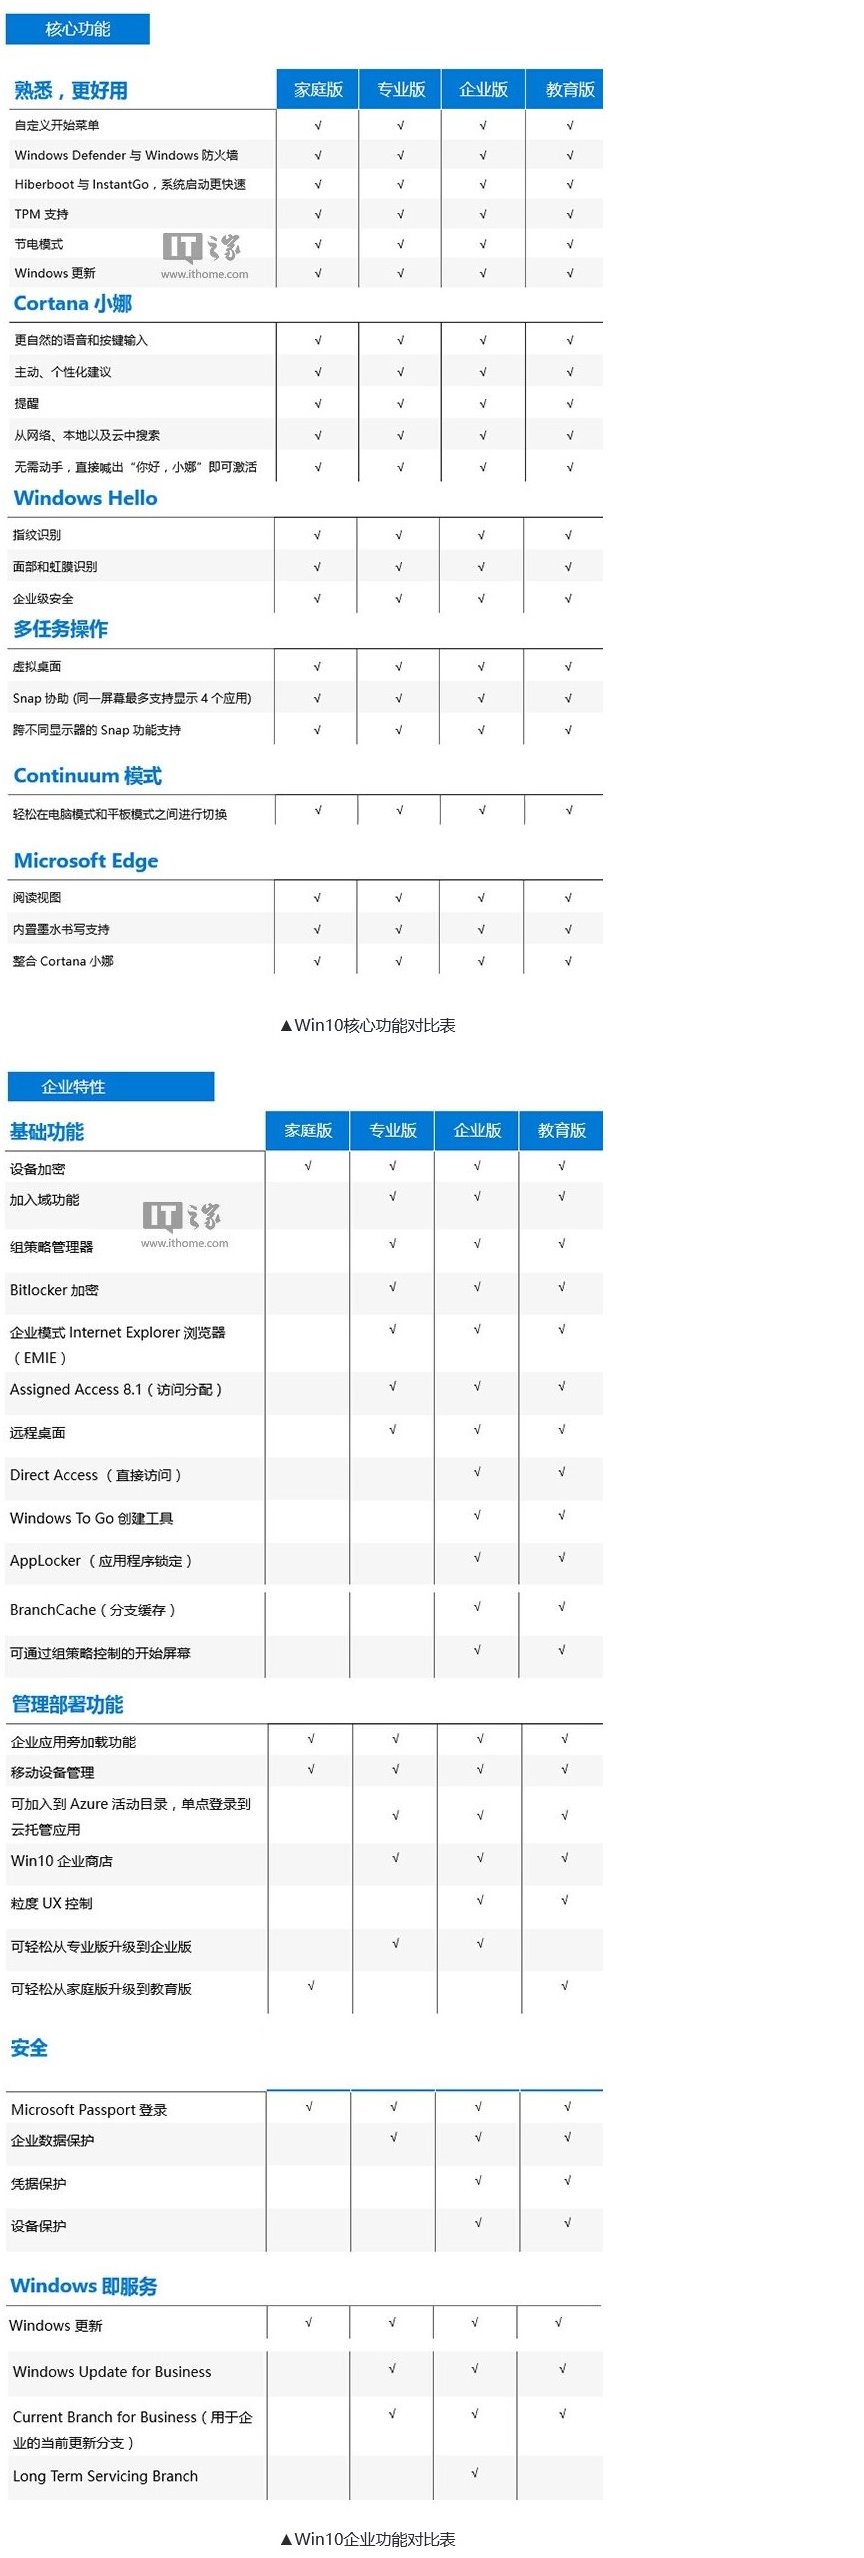 核心功能
熟悉，更好用 家庭版 专业版 企业版 教育版
自定义开始菜单 √ √ √ √
Windows Defender 与 Windows 防火墙 √ √ √ √
Hiberboot 与 InstantGo，系统启动更快速 √ √ √ √
TPM 支持 √ √ √ √
节电模式 √ √ √ √
IT之家
Windows 更新 √ √ √ √
www.ithome.com
Cortana 小娜
更自然的语音和按键输入 √ √ √ √
主动、个性化建议 √ √ √ √
提醒 √ √ √ √
从网络、本地以及云中搜索 √ √ √ √
无需动手，直接喊出“你好，小娜”即可激活 √ √ √ √
Windows Hello
指纹识别 √ √ √ √
面部和虹膜识别 √ √ √ √
企业级安全 √ √ √ √
多任务操作
虚拟桌面 √ √ √ √
Snap 协助 (同一屏幕最多支持显示 4 个应用) √ √ √ √
跨不同显示器的 Snap 功能支持 √ √ √ √
Continuum 模式
轻松在电脑模式和平板模式之间进行切换 √ √ √ √
Microsoft Edge
阅读视图 √ √ √ √
内置墨水书写支持 √ √ √ √
整合 Cortana 小娜 √ √ √ √
▲Win10核心功能对比表
企业特性
基础功能 家庭版 专业版 企业版 教育版
设备加密 √ √ √ √
加入域功能 √ √ √
IT之家
www.ithome.com
组策略管理器 √ √ √
Bitlocker 加密 √ √ √
企业模式 Internet Explorer 浏览器 √ √ √
（EMIE）
Assigned Access 8.1（访问分配） √ √ √
远程桌面 √ √ √
Direct Access （直接访问） √ √
Windows To Go 创建工具 √ √
AppLocker （应用程序锁定） √ √
BranchCache（分支缓存） √ √
可通过组策略控制的开始屏幕 √ √
管理部署功能
企业应用旁加载功能 √ √ √ √
移动设备管理 √ √ √ √
可加入到 Azure 活动目录，单点登录到 √ √ √
云托管应用
Win10 企业商店 √ √ √
粒度 UX 控制 √ √
可轻松从专业版升级到企业版 √ √
可轻松从家庭版升级到教育版 √ √
安全
Microsoft Passport 登录 √ √ √ √
企业数据保护 √ √ √
凭据保护 √ √
设备保护 √ √
Windows 即服务
Windows 更新 √ √ √ √
Windows Update for Business √ √ √
Current Branch for Business（用于企 √ √ √
业的当前更新分支）
Long Term Servicing Branch √
▲Win10企业功能对比表